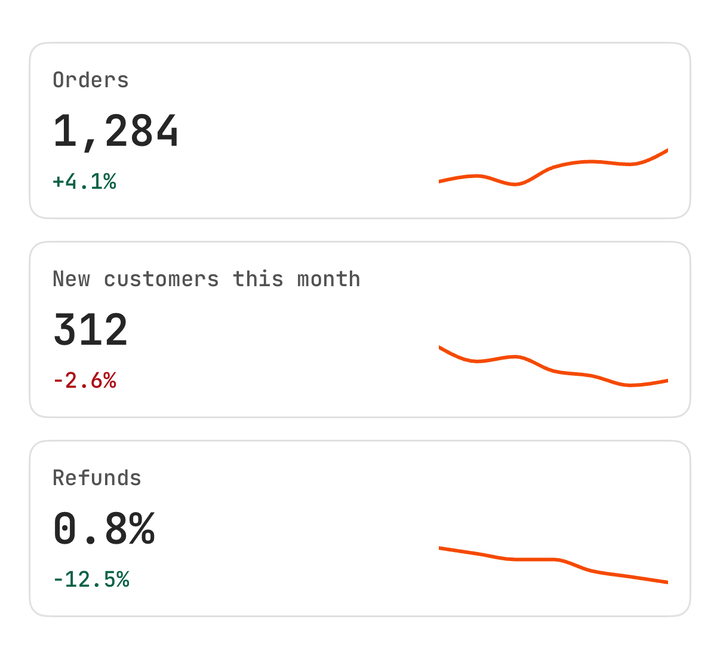 Orders
1,284
+4.1%
New customers this month
312
-2.6%
Refunds
0.8%
-12.5%